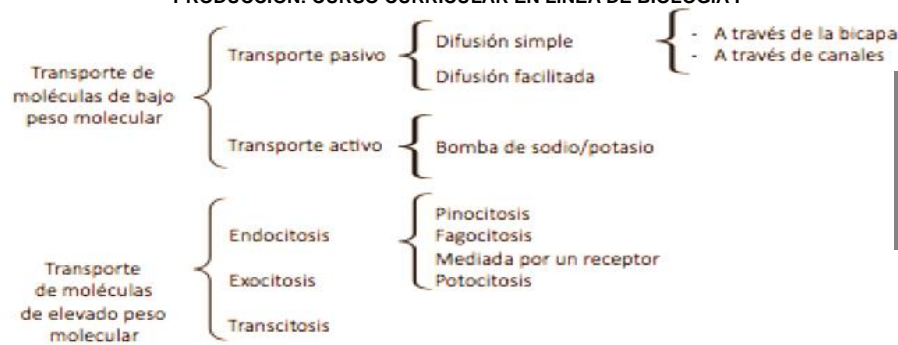 PRODUCCIÓN: CURSO CURRICULAR EN LÍNEA DE BIOLOGÍA I
Transporte de
moléculas de bajo
peso molecular
Transporte pasivo
Difusión simple
- A través de la bicapa
- A través de canales
Difusión facilitada
Transporte activo
Bomba de sodio/potasio
Transporte
de moléculas
de elevado peso
molecular
Endocitosis
Pinocitosis
Fagocitosis
Mediada por un receptor
Potocitosis
Exocitosis
Transcitosis